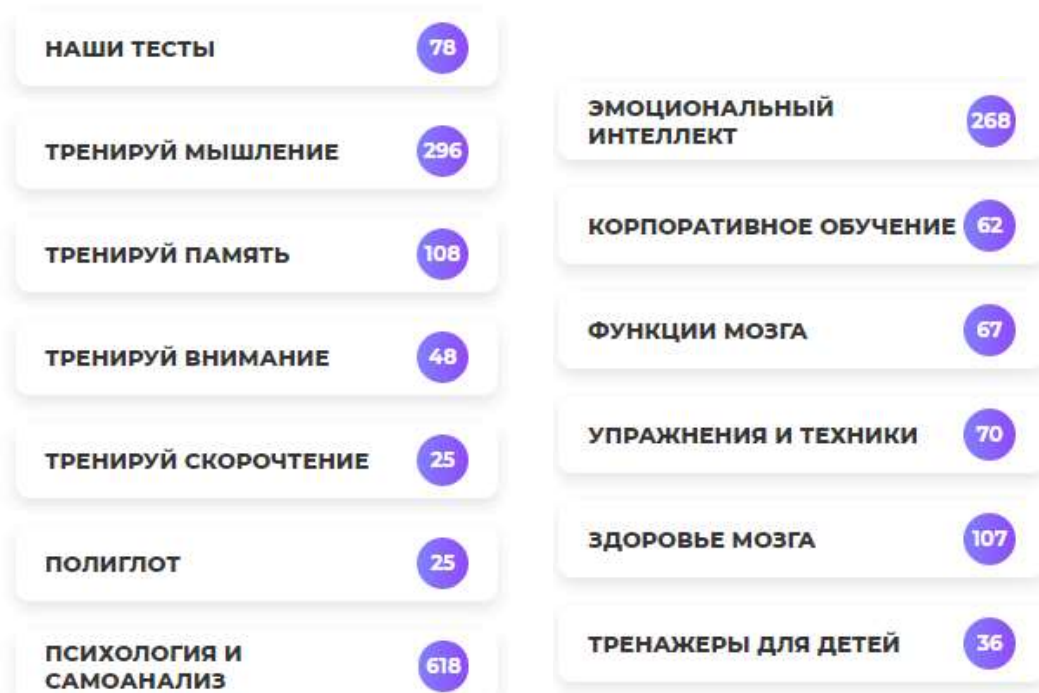 НАШИ ТЕСТЫ 78
ТРЕНИРУЙ МЫШЛЕНИЕ 296
ТРЕНИРУЙ ПАМЯТЬ 108
ТРЕНИРУЙ ВНИМАНИЕ 48
ТРЕНИРУЙ СКОРОЧТЕНИЕ 25
ПОЛИГЛОТ 25
ПСИХОЛОГИЯ И
САМОАНАЛИЗ 618
ЭМОЦИОНАЛЬНЫЙ
ИНТЕЛЛЕКТ 268
КОРПОРАТИВНОЕ ОБУЧЕНИЕ 62
ФУНКЦИИ МОЗГА 67
УПРАЖНЕНИЯ И ТЕХНИКИ 70
ЗДОРОВЬЕ МОЗГА 107
ТРЕНАЖЕРЫ ДЛЯ ДЕТЕЙ 36